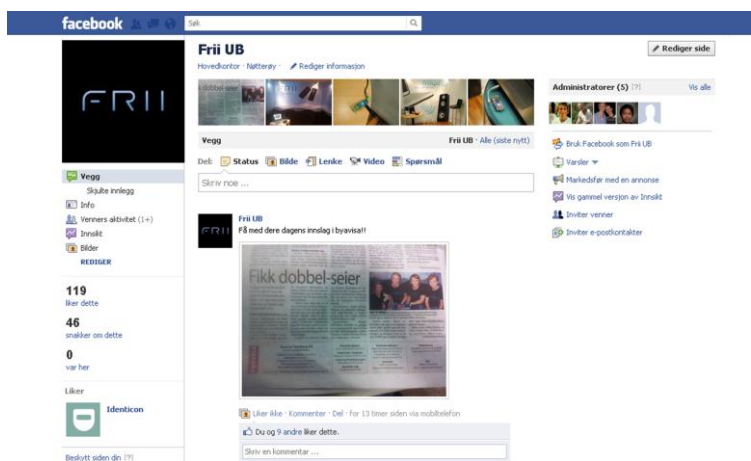 facebook
Søk
Frii UB
Hovedkontor · Nøtterøy · Rediger informasjon
Rediger side
FRII
Administratorer (5) [?]
Vis alle
Vegg
Frii UB · Alle (siste nytt)
Del: Status Bilde Lenke Video Spørsmål
Skriv noe ...
Bruk Facebook som Frii UB
Varsler
Markedsfør med en annonse
Vis gammel versjon av Innsikt
Inviter venner
Inviter e-postkontakter
Vegg
Skjulte innlegg
Info
Venners aktivitet (1+)
Innsikt
Bilder
REDIGER
119
liker dette
46
snakker om dette
0
var her
Liker
Identicon
Beskytt siden din [?]
FRII
Frii UB
Få med dere dagens innslag i byavisa!!
Fikk dobbel-seier
Liker ikke · Kommenter · Del · for 13 timer siden via mobiltelefon
Du og 9 andre liker dette.
Skriv en kommentar ...